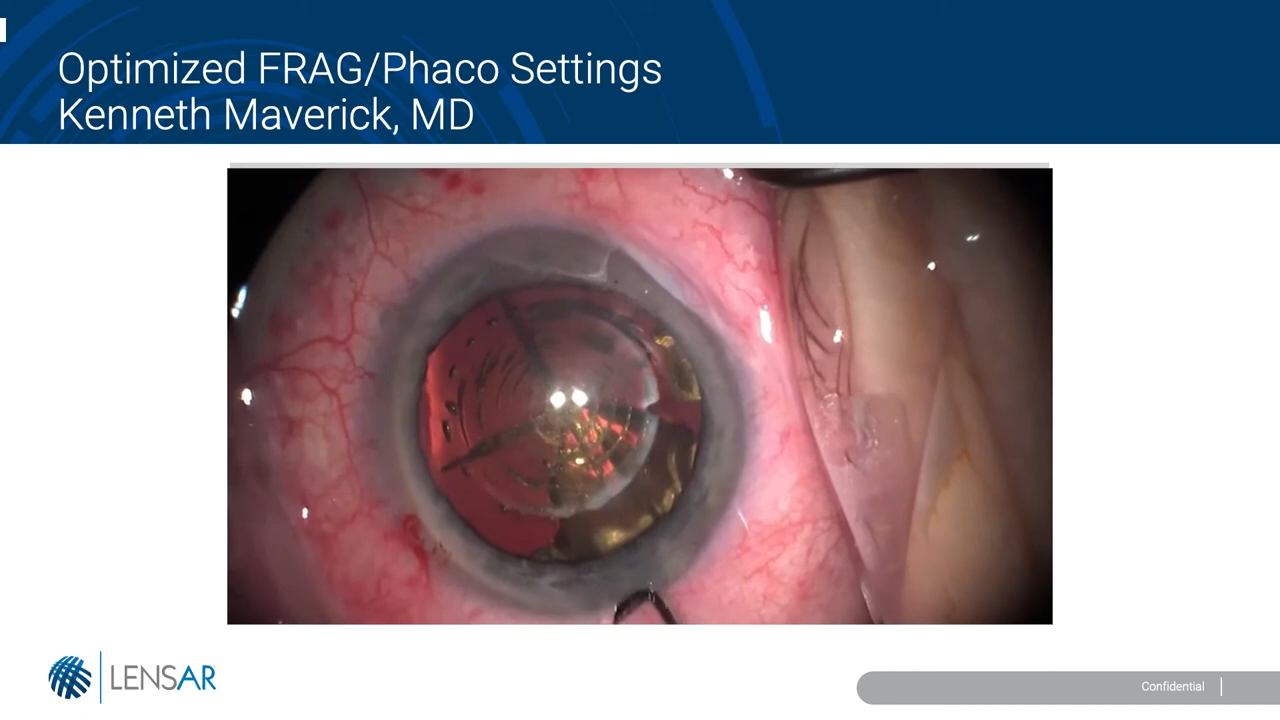 Optimized FRAG/Phaco Settings
Kenneth Maverick, MD
LENSAR
Confidential